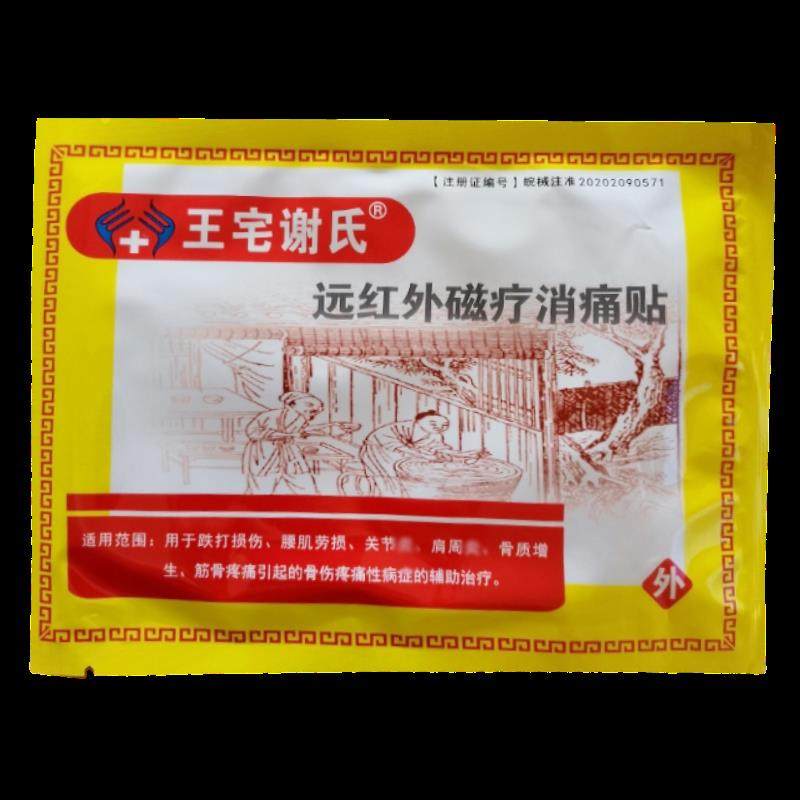 【注册证编号】皖械注准20202090571
王宅谢氏®
远红外磁疗消痛贴
适用范围：用于跌打损伤、腰肌劳损、关节、肩周、骨质增
生、筋骨疼痛引起的骨伤疼痛性病症的辅助治疗。
外